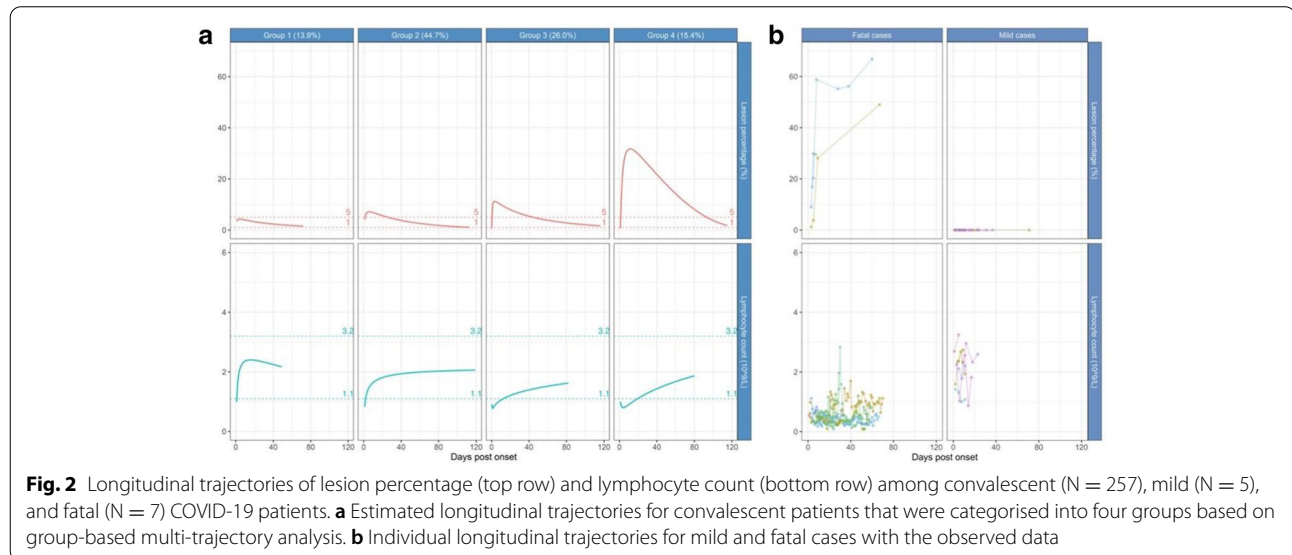 a
Group 1 (13.9%) Group 2 (44.7%) Group 3 (26.0%) Group 4 (15.4%)
60
40
20
0
5 5 5 5
1 1 1 1
Lesion percentage (%)
6
4
2
0
3.2 3.2 3.2 3.2
1.1 1.1 1.1 1.1
Lymphocyte count (10^9/L)
0 40 80 120 0 40 80 120 0 40 80 120 0 40 80 120
Days post onset
b
Fatal cases Mild cases
60
40
20
0
Lesion percentage (%)
6
4
2
0
Lymphocyte count (10^9/L)
0 40 80 120 0 40 80 120
Days post onset
Fig. 2 Longitudinal trajectories of lesion percentage (top row) and lymphocyte count (bottom row) among convalescent (N = 257), mild (N = 5),
and fatal (N = 7) COVID-19 patients. a Estimated longitudinal trajectories for convalescent patients that were categorised into four groups based on
group-based multi-trajectory analysis. b Individual longitudinal trajectories for mild and fatal cases with the observed data